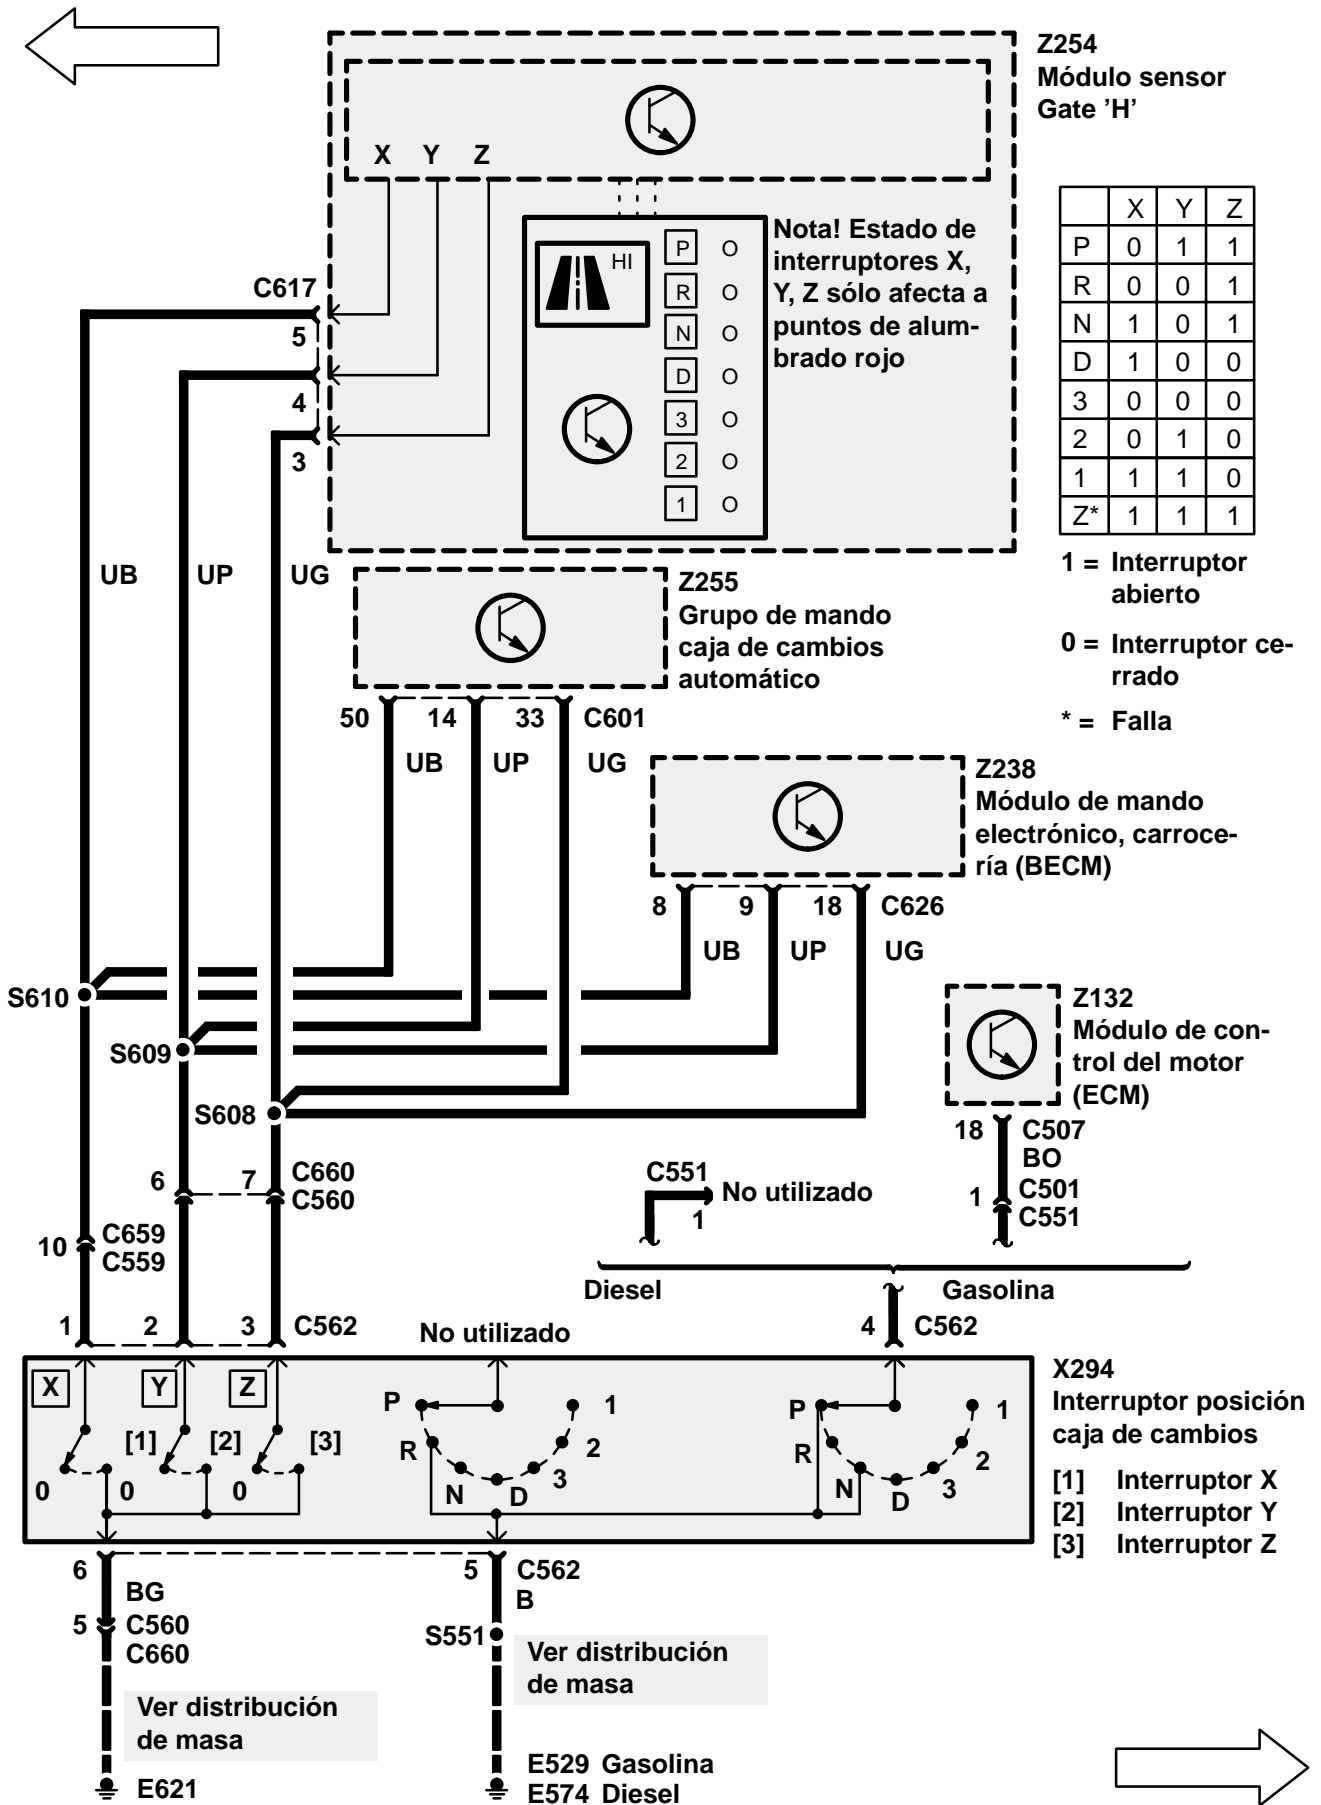 Z254
Módulo sensor
Gate ’H’
X Y Z
HI
P O
R O
N O
D O
3 O
2 O
1 O
Nota! Estado de
interruptores X,
Y, Z sólo afecta a
puntos de alum-
brado rojo
X Y Z
P 0 1 1
R 0 0 1
N 1 0 1
D 1 0 0
3 0 0 0
2 0 1 0
1 1 1 0
Z* 1 1 1
1 = Interruptor
abierto
0 = Interruptor ce-
rrado
* = Falla
C617
5
4
3
UB UP UG
Z255
Grupo de mando
caja de cambios
automático
50 14 33 C601
UB UP UG
Z238
Módulo de mando
electrónico, carroce-
ría (BECM)
8 9 18 C626
UB UP UG
S610
S609
S608
Z132
Módulo de con-
trol del motor
(ECM)
18 C507
BO
1 C501
C551
C551
1
No utilizado
6 7 C660
C560
10 C659
C559
Diesel Gasolina
1 2 3 C562
No utilizado
4 C562
X Y Z
[1] [2] [3]
0 0 0
P R N D 3 2 1
P R N D 3 2 1
X294
Interruptor posición
caja de cambios
[1] Interruptor X
[2] Interruptor Y
[3] Interruptor Z
6
BG
5 C560
C660
Ver distribución
de masa
E621
5 C562
B
S551
Ver distribución
de masa
E529 Gasolina
E574 Diesel